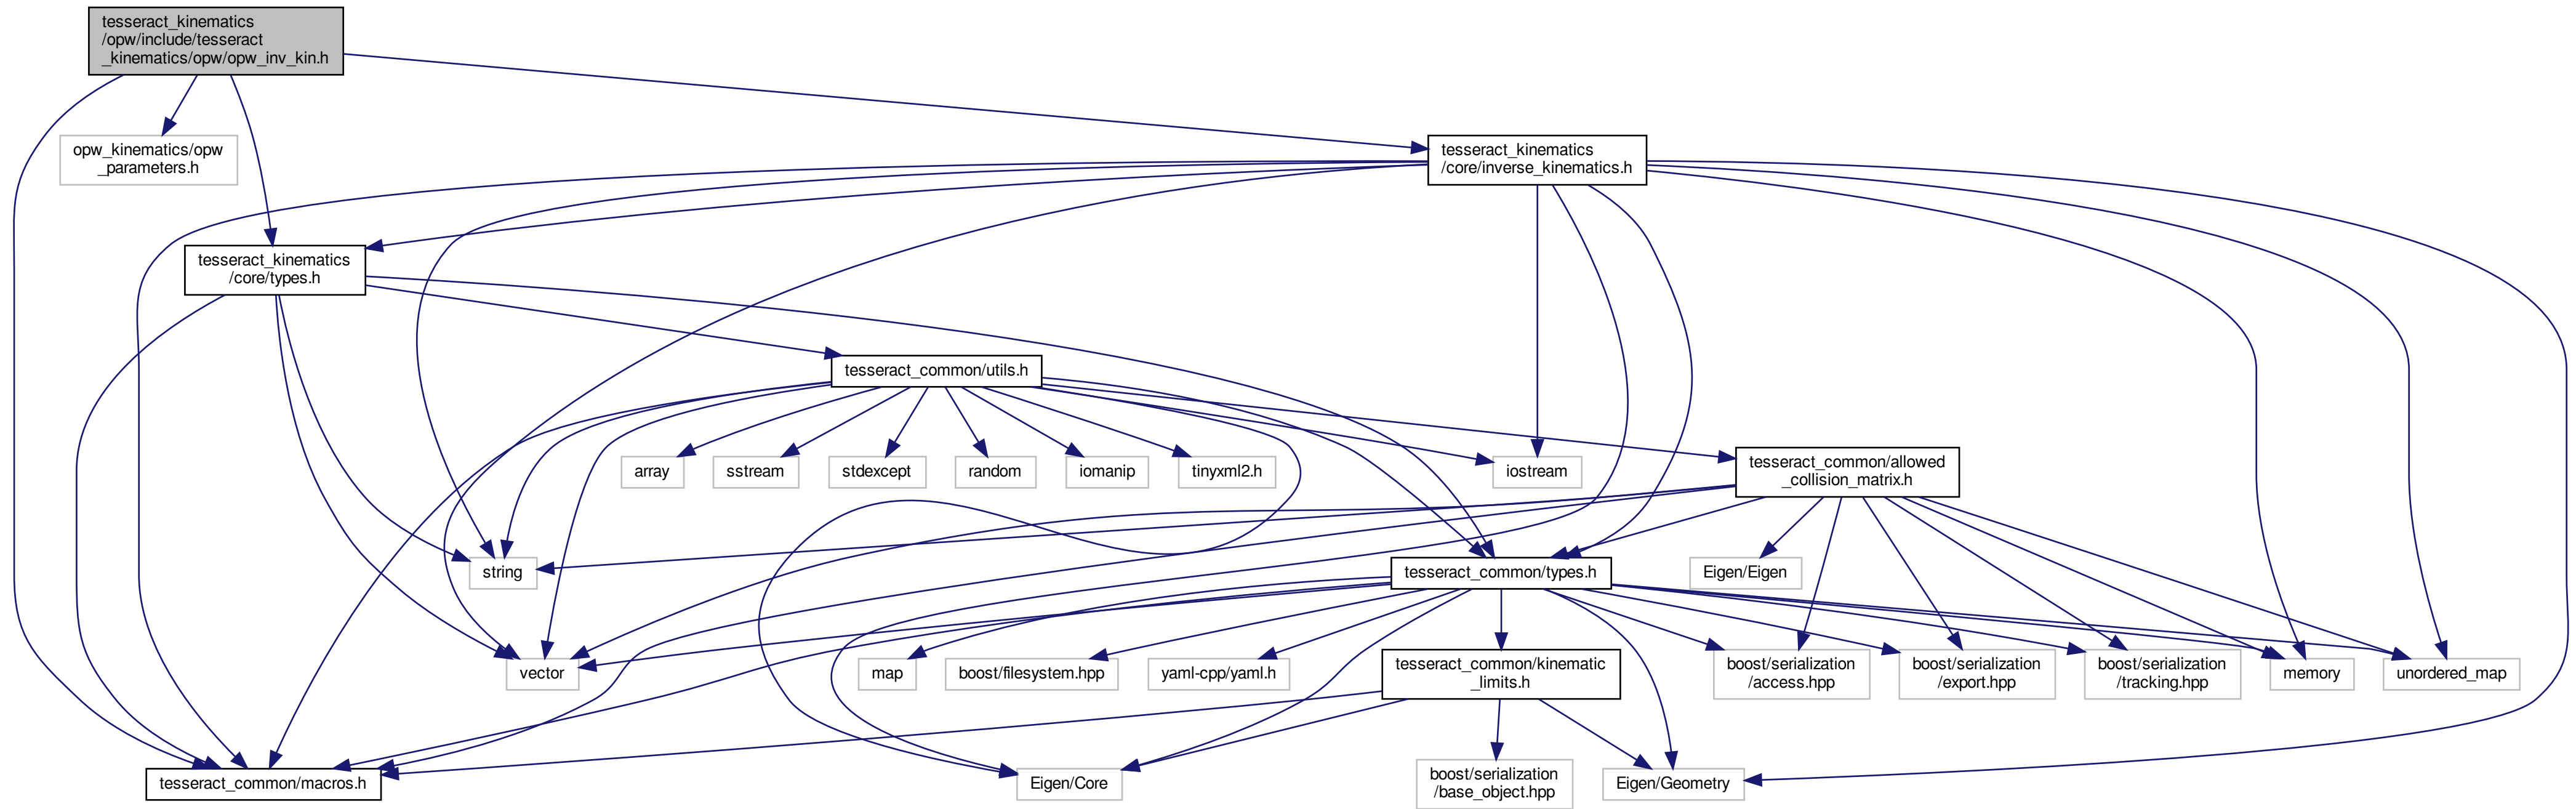 tesseract_kinematics
/opw/include/tesseract
_kinematics/opw/opw_inv_kin.h
opw_kinematics/opw
_parameters.h
tesseract_kinematics
/core/inverse_kinematics.h
tesseract_kinematics
/core/types.h
tesseract_common/utils.h
array
sstream
stdexcept
random
iomanip
tinyxml2.h
iostream
tesseract_common/allowed
_collision_matrix.h
string
tesseract_common/types.h
Eigen/Eigen
vector
map
boost/filesystem.hpp
yaml-cpp/yaml.h
tesseract_common/kinematic
_limits.h
boost/serialization
/access.hpp
boost/serialization
/export.hpp
boost/serialization
/tracking.hpp
memory
unordered_map
tesseract_common/macros.h
Eigen/Core
boost/serialization
/base_object.hpp
Eigen/Geometry